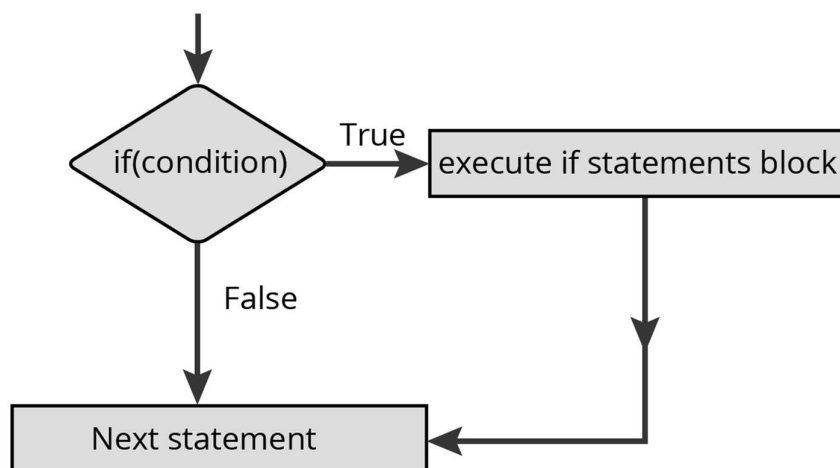 True
if(condition)
execute if statements block
False
Next statement